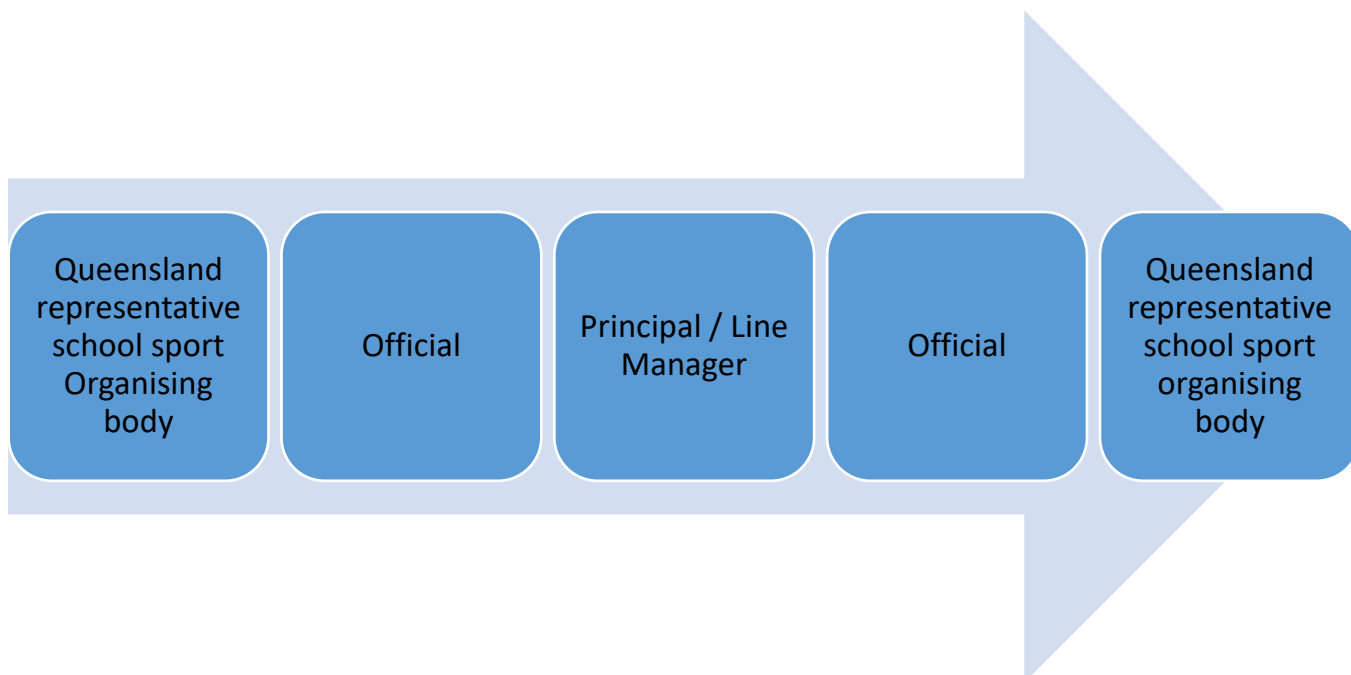 Queensland
representative
school sport
Organising
body
Official
Principal / Line
Manager
Official
Queensland
representative
school sport
organising
body